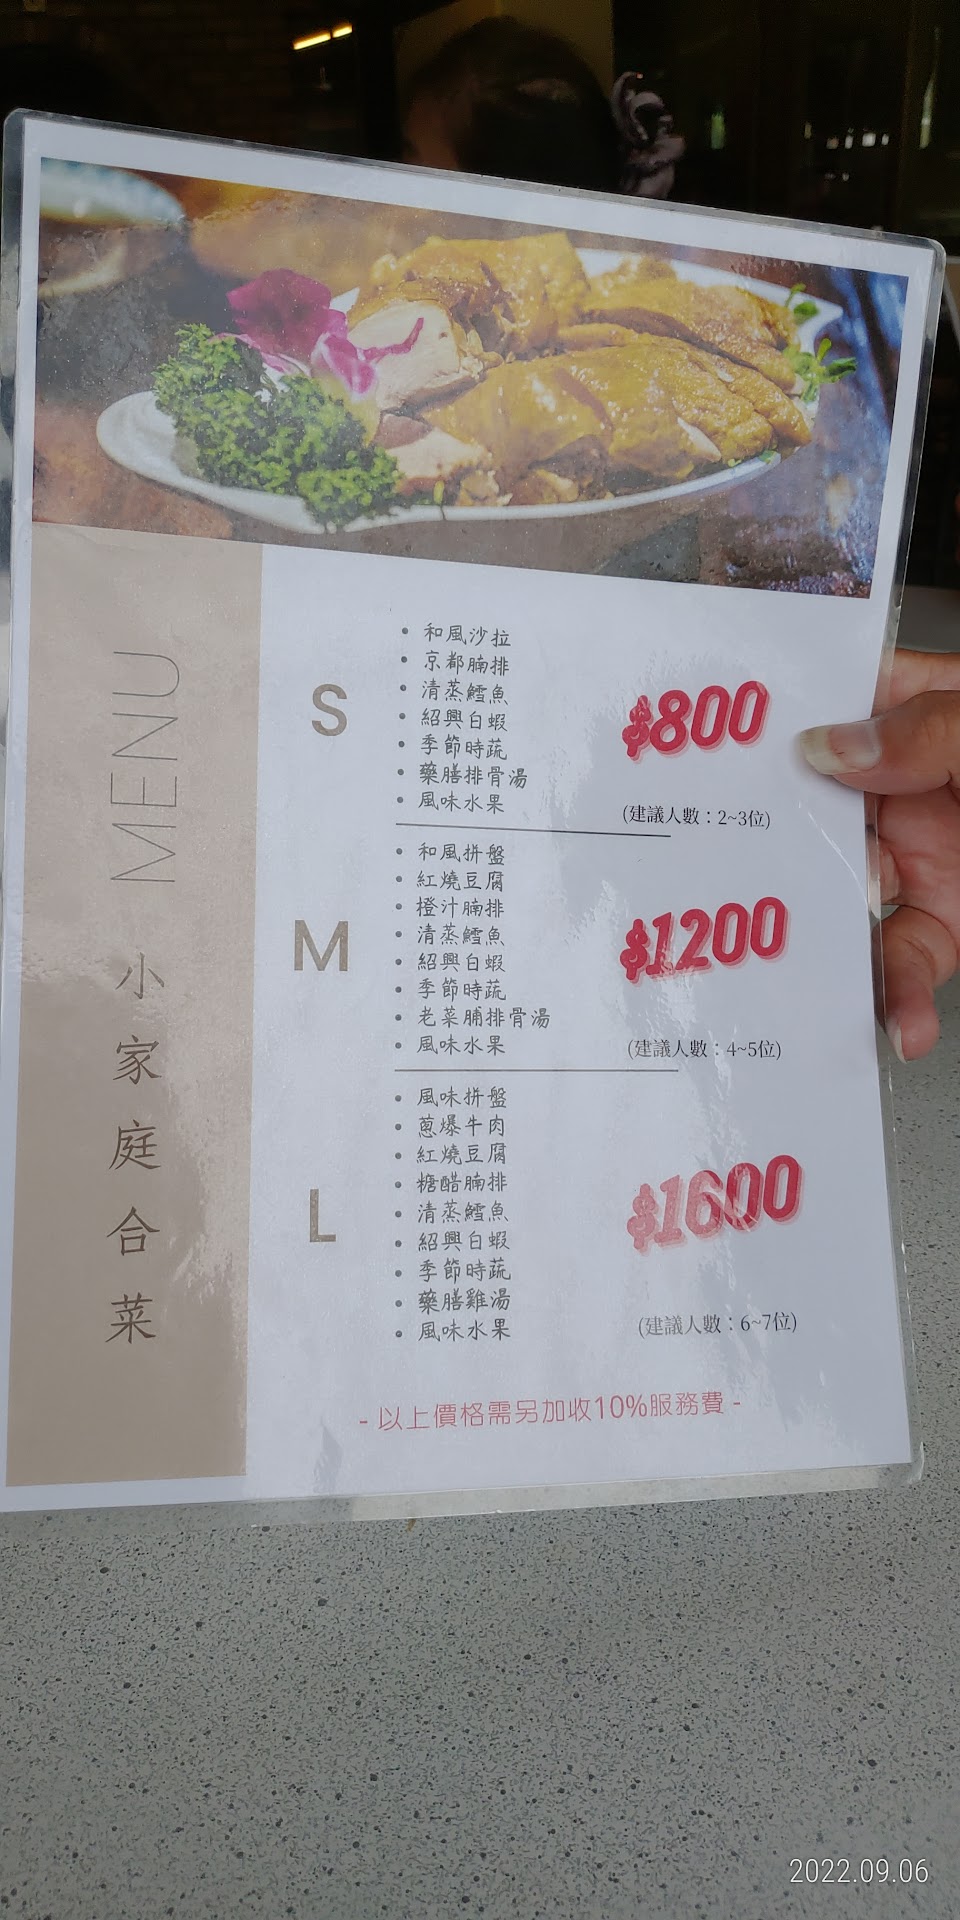 MENU 小家庭合菜
S
和風沙拉
京都腩排
清蒸鱈魚
紹興白蝦
季節時蔬
藥膳排骨湯
風味水果
$800
(建議人數：2~3位)
M
和風拼盤
紅燒豆腐
橙汁腩排
清蒸鱈魚
紹興白蝦
季節時蔬
老菜脯排骨湯
風味水果
$1200
(建議人數：4~5位)
L
風味拼盤
蔥爆牛肉
紅燒豆腐
糖醋腩排
清蒸鱈魚
紹興白蝦
季節時蔬
藥膳雞湯
風味水果
$1600
(建議人數：6~7位)
- 以上價格需另加收10%服務費 -
2022.09.06